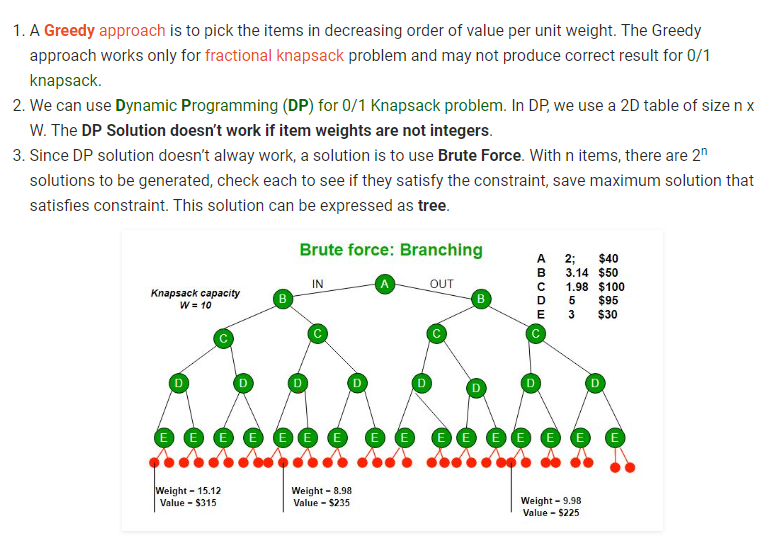 1. A Greedy approach is to pick the items in decreasing order of value per unit weight. The Greedy
approach works only for fractional knapsack problem and may not produce correct result for 0/1
knapsack.
2. We can use Dynamic Programming (DP) for 0/1 Knapsack problem. In DP, we use a 2D table of size n x
W. The DP Solution doesn't work if item weights are not integers.
3. Since DP solution doesn't alway work, a solution is to use Brute Force. With n items, there are 2ⁿ
solutions to be generated, check each to see if they satisfy the constraint, save maximum solution that
satisfies constraint. This solution can be expressed as tree.
Brute force: Branching
A 2; $40
B 3.14 $50
C 1.98 $100
D 5 $95
E 3 $30
Knapsack capacity
W = 10
IN A OUT
B B
C C C C
D D D D D D D D
E E E E E E E E E E E E E E E E
Weight = 15.12
Value = $315
Weight = 8.98
Value = $235
Weight = 9.98
Value = $225